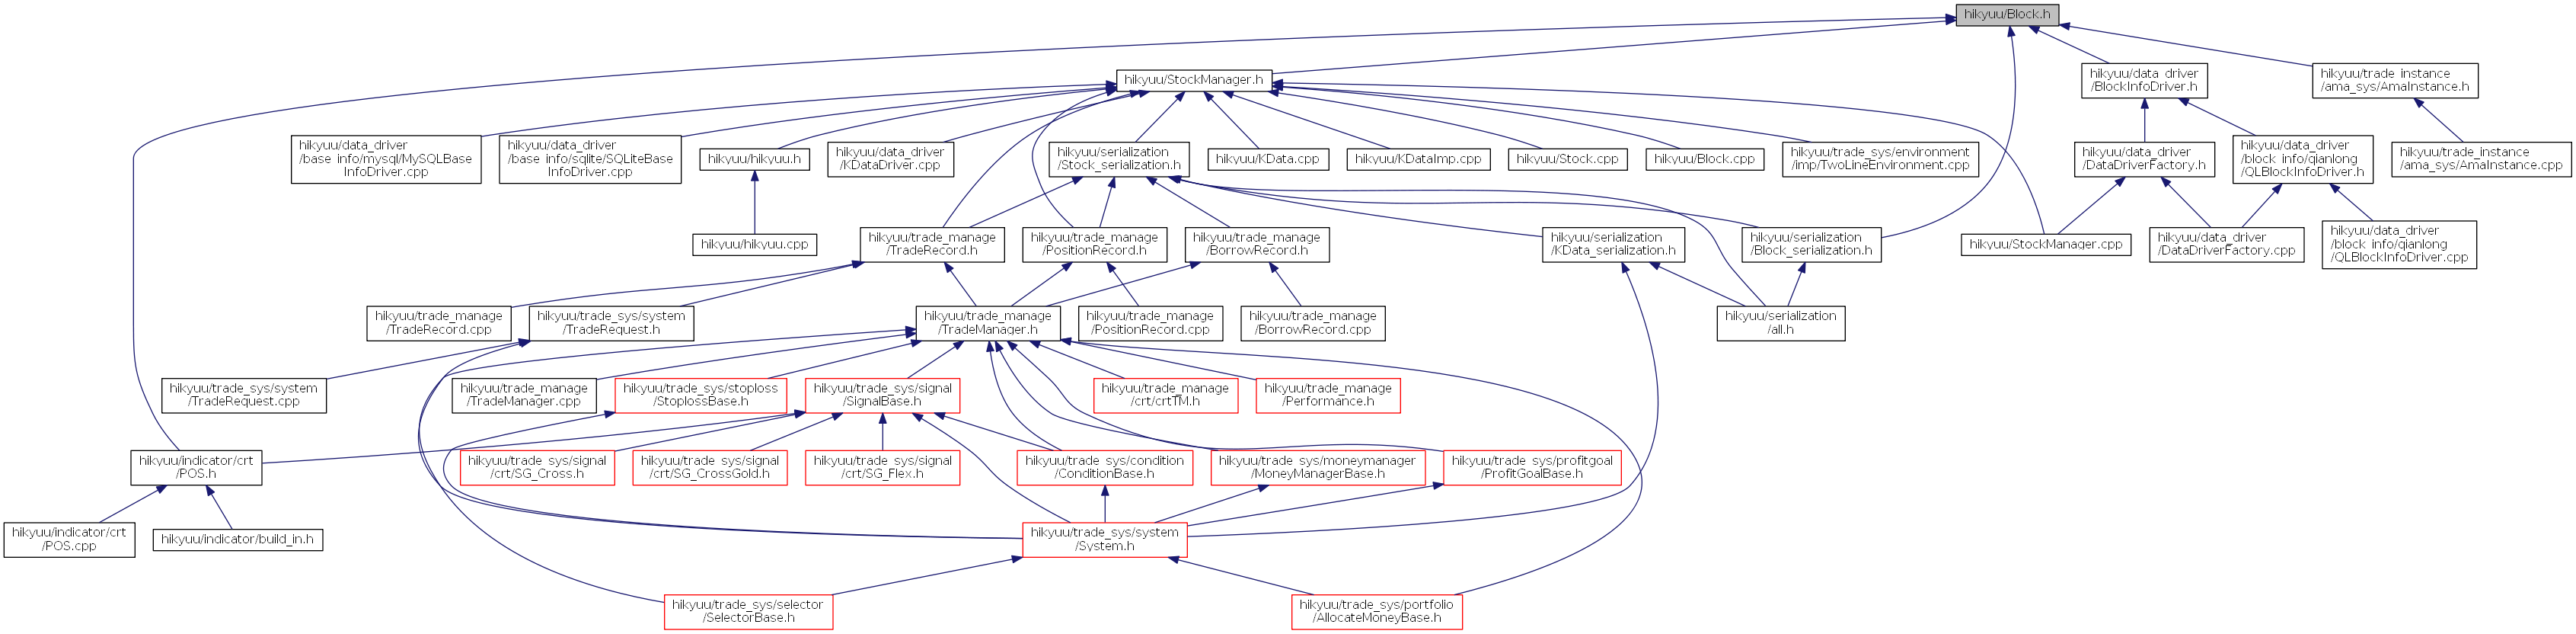 hikyuu/Block.h
hikyuu/StockManager.h
hikyuu/data_driver
/BlockInfoDriver.h
hikyuu/trade_instance
/ama_sys/AmaInstance.h
hikyuu/data_driver
/base_info/mysql/MySQLBase
InfoDriver.cpp
hikyuu/data_driver
/base_info/sqlite/SQLiteBase
InfoDriver.cpp
hikyuu/hikyuu.h
hikyuu/data_driver
/KDataDriver.cpp
hikyuu/serialization
/Stock_serialization.h
hikyuu/KData.cpp
hikyuu/KDataImp.cpp
hikyuu/Stock.cpp
hikyuu/Block.cpp
hikyuu/trade_sys/environment
/imp/TwoLineEnvironment.cpp
hikyuu/data_driver
/DataDriverFactory.h
hikyuu/data_driver
/block_info/qianlong
/QLBlockInfoDriver.h
hikyuu/trade_instance
/ama_sys/AmaInstance.cpp
hikyuu/hikyuu.cpp
hikyuu/trade_manage
/TradeRecord.h
hikyuu/trade_manage
/PositionRecord.h
hikyuu/trade_manage
/BorrowRecord.h
hikyuu/serialization
/KData_serialization.h
hikyuu/serialization
/Block_serialization.h
hikyuu/StockManager.cpp
hikyuu/data_driver
/DataDriverFactory.cpp
hikyuu/data_driver
/block_info/qianlong
/QLBlockInfoDriver.cpp
hikyuu/trade_manage
/TradeRecord.cpp
hikyuu/trade_sys/system
/TradeRequest.h
hikyuu/trade_manage
/TradeManager.h
hikyuu/trade_manage
/PositionRecord.cpp
hikyuu/trade_manage
/BorrowRecord.cpp
hikyuu/serialization
/all.h
hikyuu/trade_sys/system
/TradeRequest.cpp
hikyuu/trade_manage
/TradeManager.cpp
hikyuu/trade_sys/stoploss
/StoplossBase.h
hikyuu/trade_sys/signal
/SignalBase.h
hikyuu/trade_manage
/crt/crtTM.h
hikyuu/trade_manage
/Performance.h
hikyuu/indicator/crt
/POS.h
hikyuu/trade_sys/signal
/crt/SG_Cross.h
hikyuu/trade_sys/signal
/crt/SG_CrossGold.h
hikyuu/trade_sys/signal
/crt/SG_Flex.h
hikyuu/trade_sys/condition
/ConditionBase.h
hikyuu/trade_sys/moneymanager
/MoneyManagerBase.h
hikyuu/trade_sys/profitgoal
/ProfitGoalBase.h
hikyuu/indicator/crt
/POS.cpp
hikyuu/indicator/build_in.h
hikyuu/trade_sys/system
/System.h
hikyuu/trade_sys/selector
/SelectorBase.h
hikyuu/trade_sys/portfolio
/AllocateMoneyBase.h